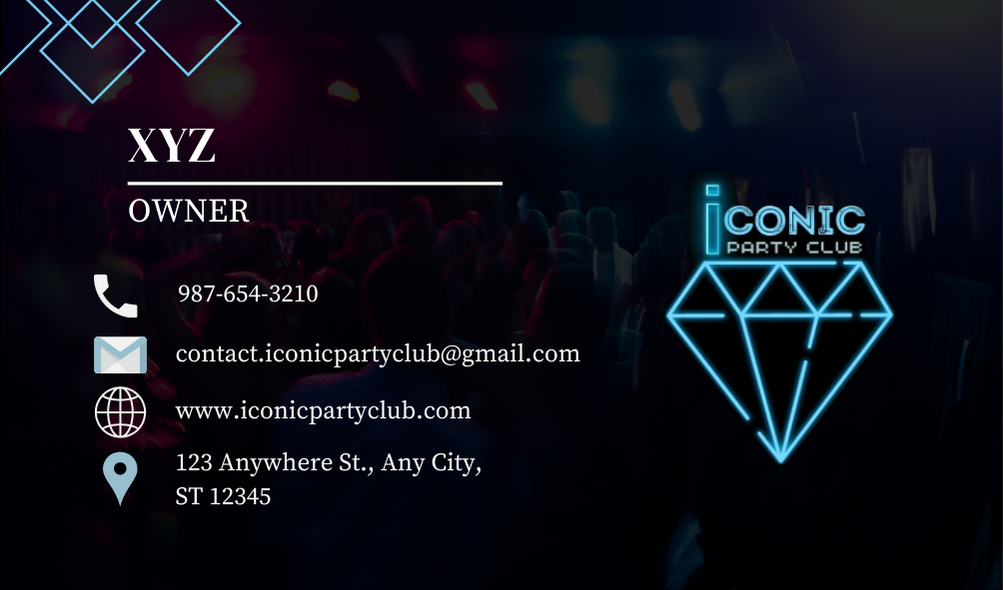 XYZ
OWNER
987-654-3210
contact.iconicpartyclub@gmail.com
www.iconicpartyclub.com
123 Anywhere St., Any City,
ST 12345
iCONIC
PARTY CLUB